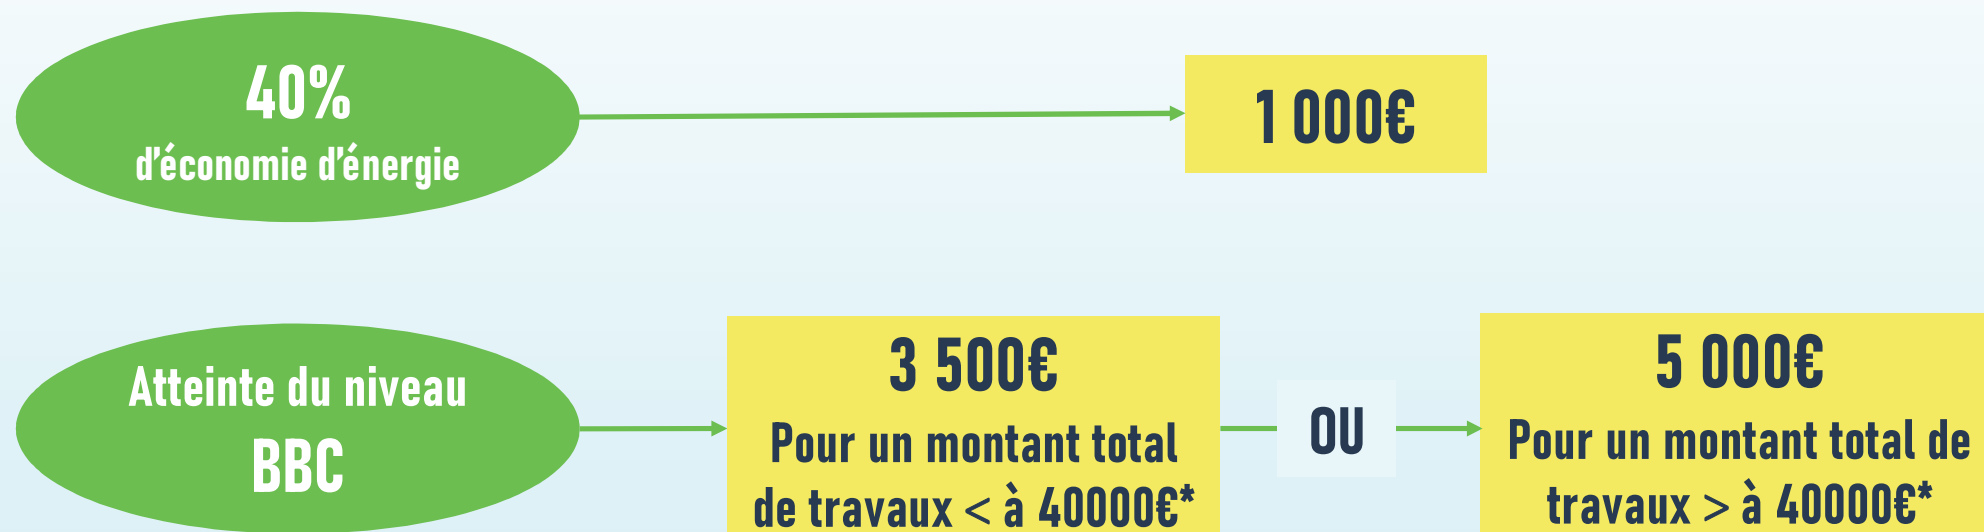 40%
d'économie d'énergie
1 000€
Atteinte du niveau
BBC
3 500€
Pour un montant total
de travaux < à 40000€*
OU
5 000€
Pour un montant total de
travaux > à 40000€*